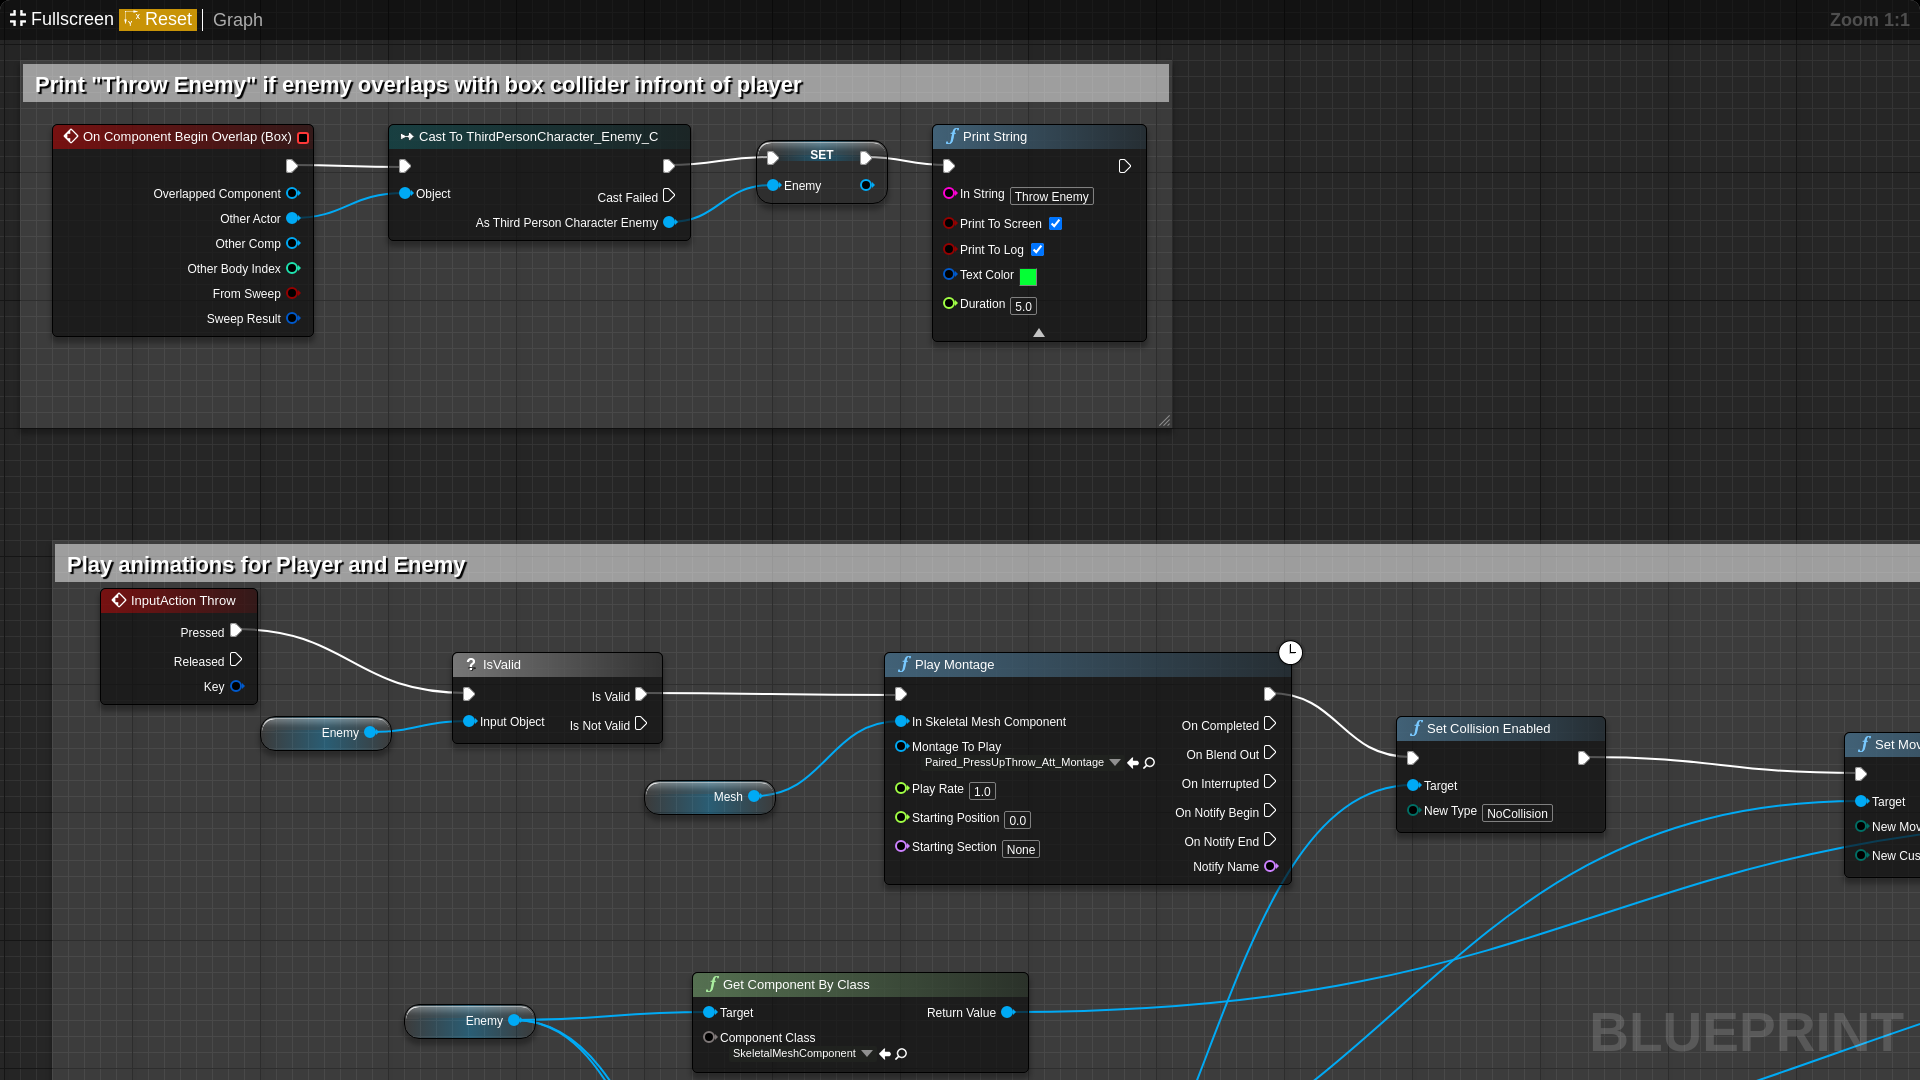 Fullscreen Reset Graph Zoom 1:1
Print "Throw Enemy" if enemy overlaps with box collider infront of player
On Component Begin Overlap (Box)
Overlapped Component
Other Actor
Other Comp
Other Body Index
From Sweep
Sweep Result
Cast To ThirdPersonCharacter_Enemy_C
Object
Cast Failed
As Third Person Character Enemy
SET
Enemy
Print String
In String Throw Enemy
Print To Screen
Print To Log
Text Color
Duration 5.0
Play animations for Player and Enemy
InputAction Throw
Pressed
Released
Key
Enemy
? IsValid
Is Valid
Input Object
Is Not Valid
Mesh
Play Montage
In Skeletal Mesh Component
Montage To Play
Paired_PressUpThrow_Att_Montage
Play Rate 1.0
Starting Position 0.0
Starting Section None
On Completed
On Blend Out
On Interrupted
On Notify Begin
On Notify End
Notify Name
Set Collision Enabled
Target
New Type NoCollision
Set Mov
Target
New Mov
New Cus
Enemy
Get Component By Class
Target
Return Value
Component Class
SkeletalMeshComponent
BLUEPRINT